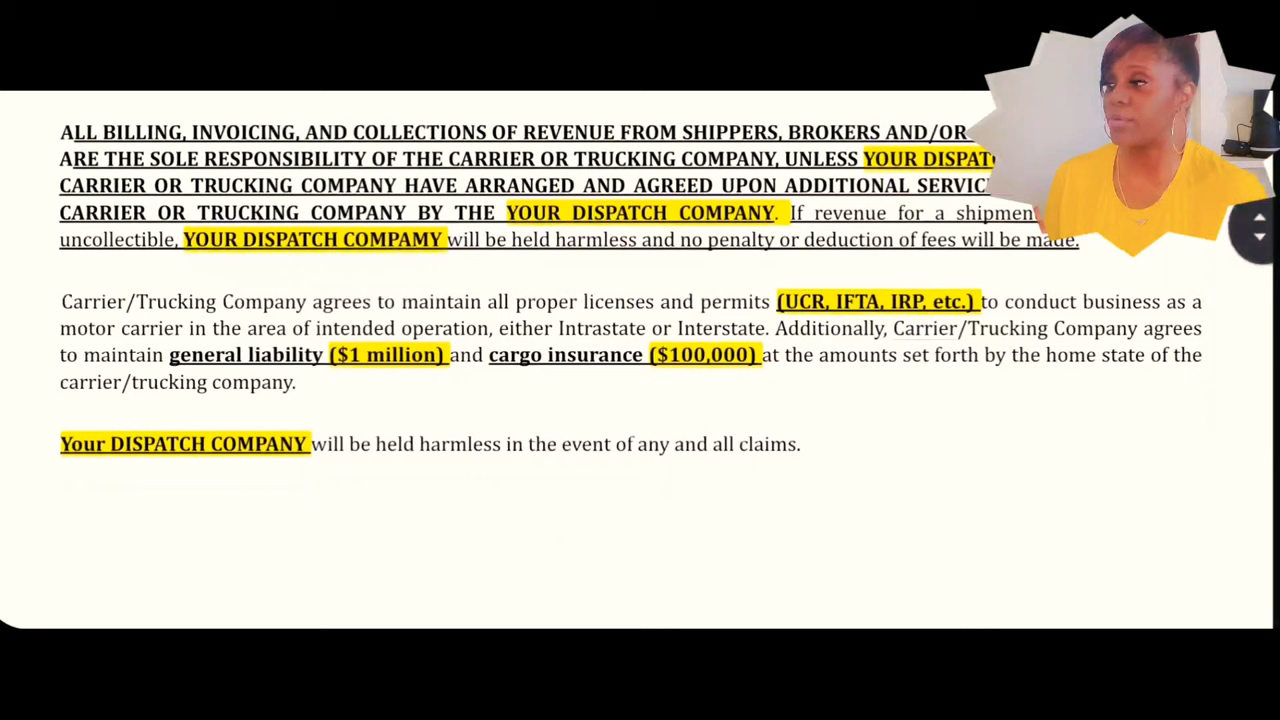 ALL BILLING, INVOICING, AND COLLECTIONS OF REVENUE FROM SHIPPERS, BROKERS AND/OR
ARE THE SOLE RESPONSIBILITY OF THE CARRIER OR TRUCKING COMPANY, UNLESS YOUR
CARRIER OR TRUCKING COMPANY HAVE ARRANGED AND AGREED UPON ADDITIONAL
CARRIER OR TRUCKING COMPANY BY THE YOUR DISPATCH COMPANY. If revenue for a shipment
uncollectible, YOUR DISPATCH COMPAMY will be held harmless and no penalty or deduction of fees will be made.
Carrier/Trucking Company agrees to maintain all proper licenses and permits (UCR, IFTA, IRP, etc.) to conduct business as a
motor carrier in the area of intended operation, either Intrastate or Interstate. Additionally, Carrier/Trucking Company agrees
to maintain general liability ($1 million) and cargo insurance ($100,000) at the amounts set forth by the home state of the
carrier/trucking company.
Your DISPATCH COMPANY will be held harmless in the event of any and all claims.